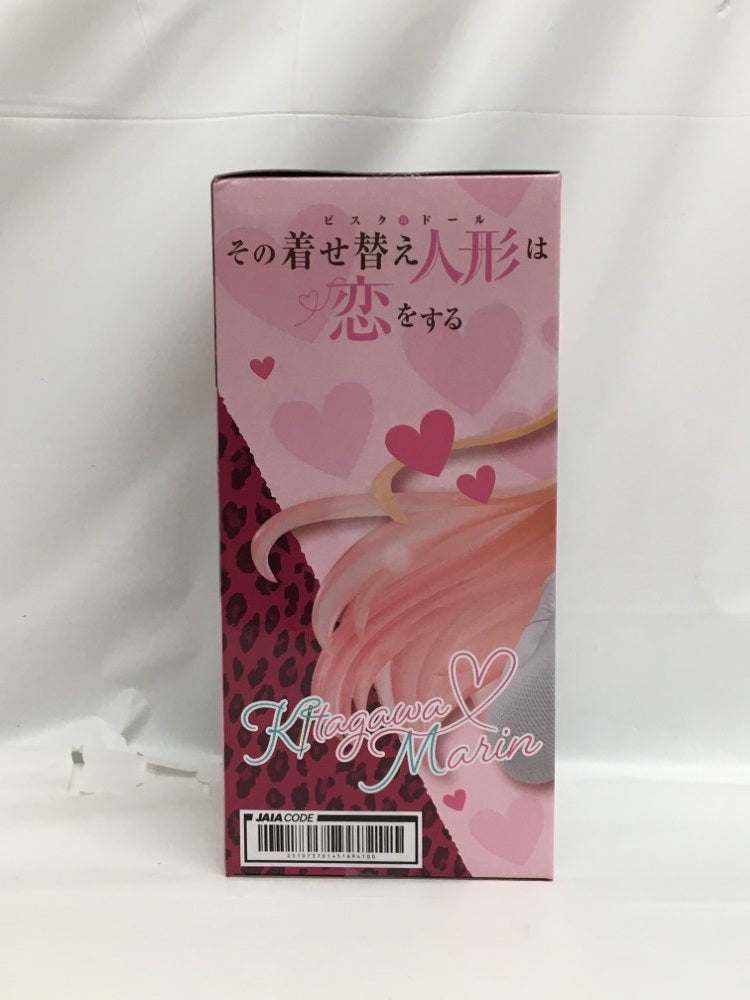 ビスク・ドール
その着せ替え人形は
恋をする
Kitagawa
Marin
JAIA CODE
251073701451694100